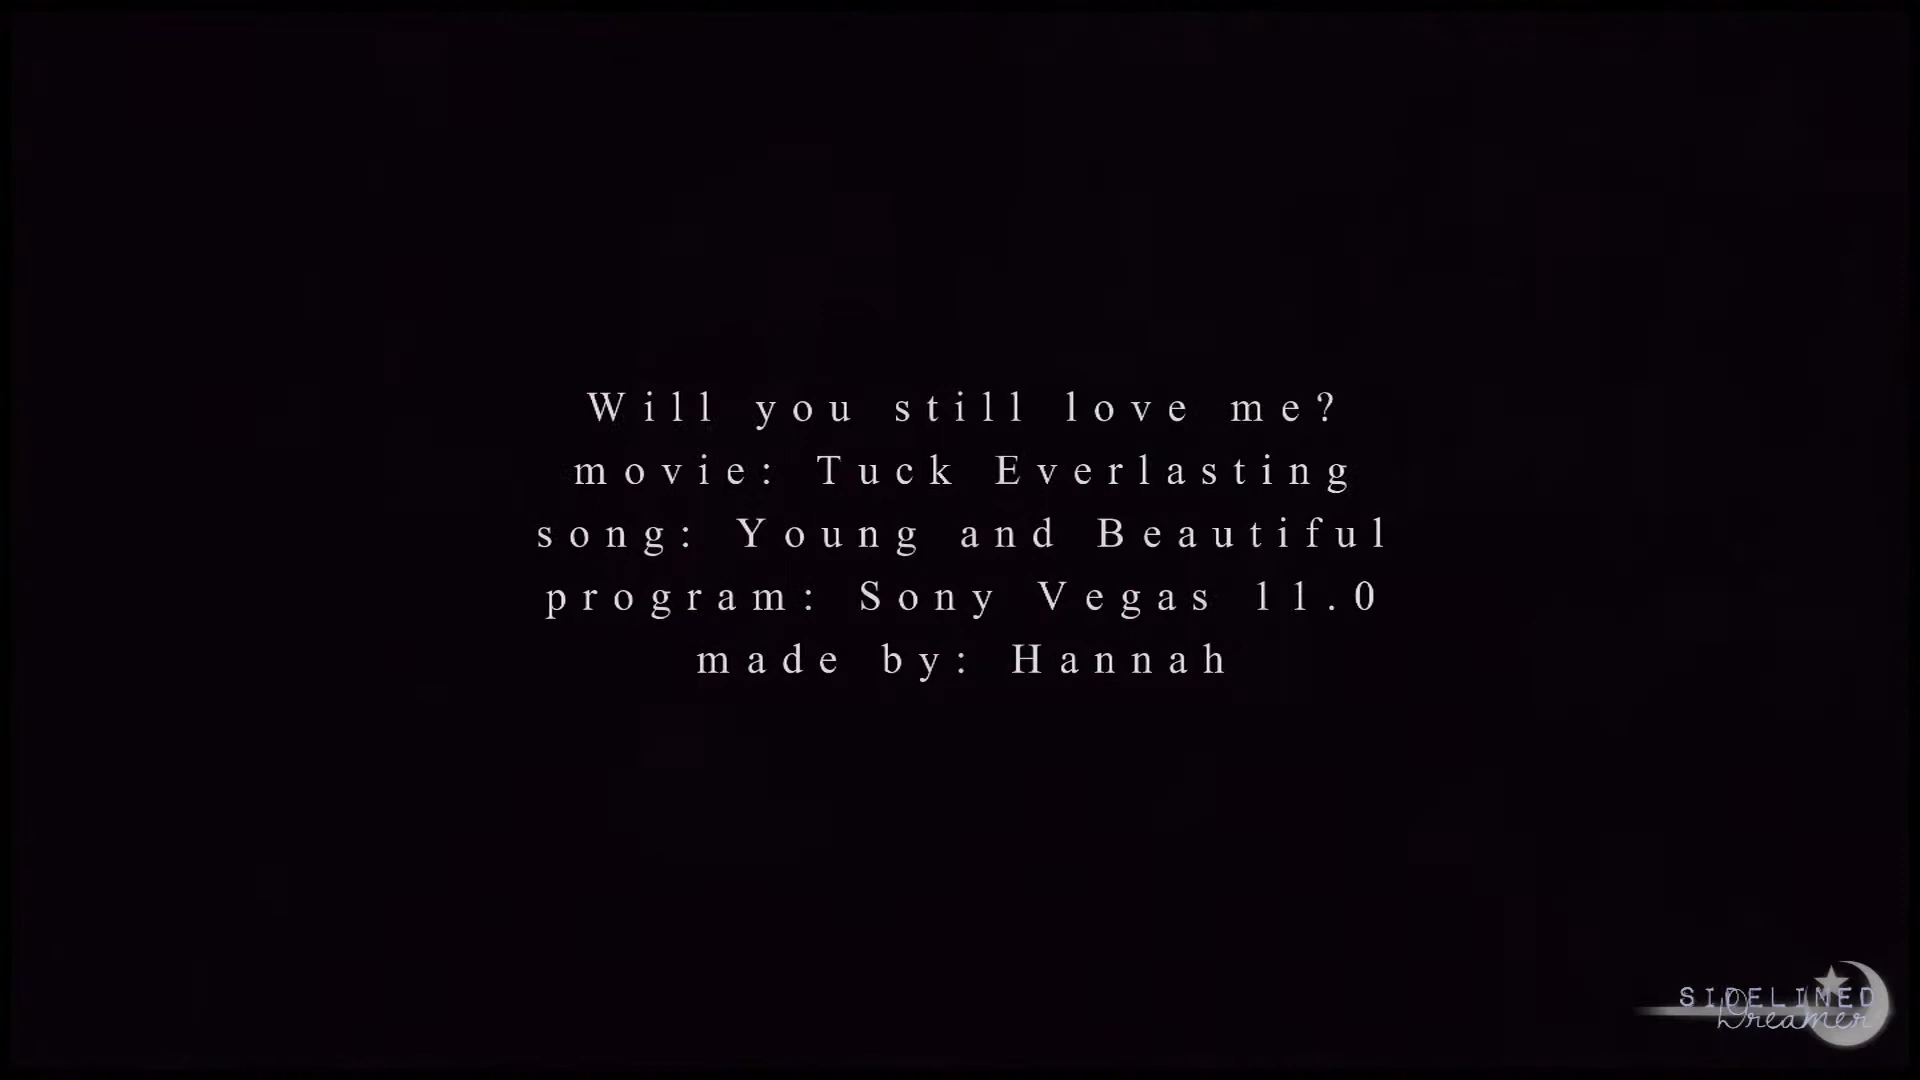 Will you still love me?
movie: Tuck Everlasting
song: Young and Beautiful
program: Sony Vegas 11.0
made by: Hannah
SIDELINED
Dreamer